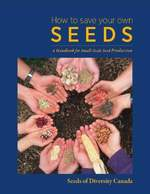 How to save your own
SEEDS
A Handbook for Small-Scale Seed Production
Seeds of Diversity Canada